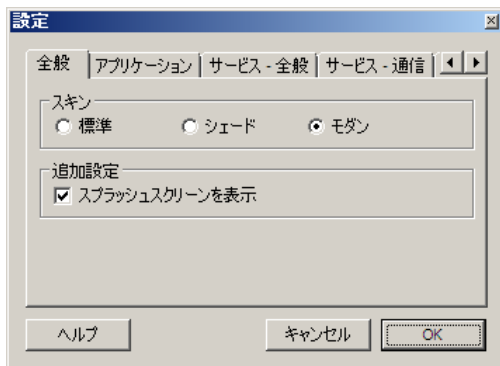 設定
全般 アプリケーション サービス - 全般 サービス - 通信
スキン
標準 シェード モダン
追加設定
スプラッシュスクリーンを表示
ヘルプ キャンセル OK